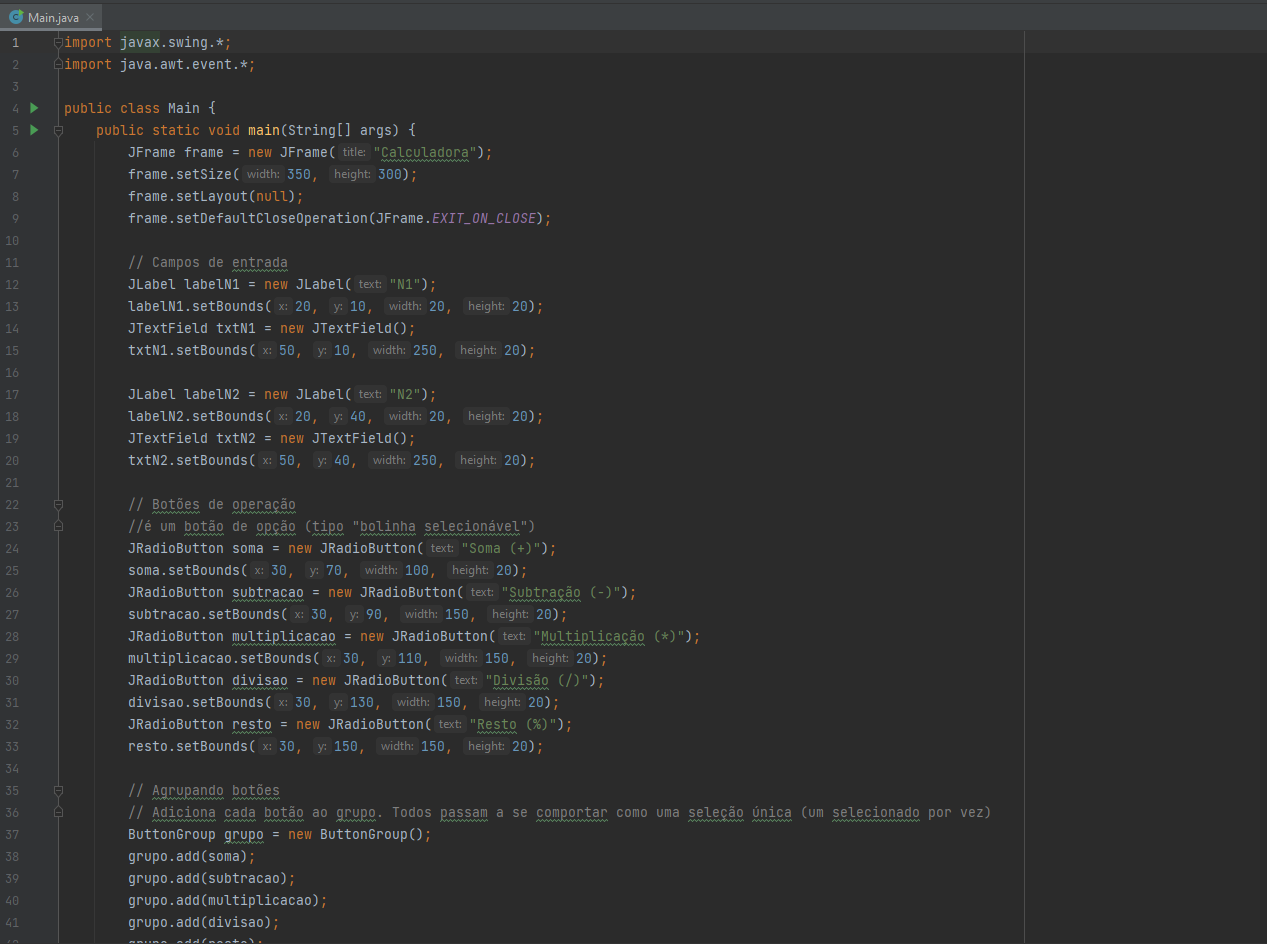 Main.java
1 import javax.swing.*;
2 import java.awt.event.*;
3
4 public class Main {
5 public static void main(String[] args) {
6 JFrame frame = new JFrame( title: "Calculadora");
7 frame.setSize( width: 350, height: 300);
8 frame.setLayout(null);
9 frame.setDefaultCloseOperation(JFrame.EXIT_ON_CLOSE);
10
11 // Campos de entrada
12 JLabel labelN1 = new JLabel( text: "N1");
13 labelN1.setBounds( x: 20, y: 10, width: 20, height: 20);
14 JTextField txtN1 = new JTextField();
15 txtN1.setBounds( x: 50, y: 10, width: 250, height: 20);
16
17 JLabel labelN2 = new JLabel( text: "N2");
18 labelN2.setBounds( x: 20, y: 40, width: 20, height: 20);
19 JTextField txtN2 = new JTextField();
20 txtN2.setBounds( x: 50, y: 40, width: 250, height: 20);
21
22 // Botões de operação
23 //é um botão de opção (tipo "bolinha selecionável")
24 JRadioButton soma = new JRadioButton( text: "Soma (+)");
25 soma.setBounds( x: 30, y: 70, width: 100, height: 20);
26 JRadioButton subtracao = new JRadioButton( text: "Subtração (-)");
27 subtracao.setBounds( x: 30, y: 90, width: 150, height: 20);
28 JRadioButton multiplicacao = new JRadioButton( text: "Multiplicação (*)");
29 multiplicacao.setBounds( x: 30, y: 110, width: 150, height: 20);
30 JRadioButton divisao = new JRadioButton( text: "Divisão (/)");
31 divisao.setBounds( x: 30, y: 130, width: 150, height: 20);
32 JRadioButton resto = new JRadioButton( text: "Resto (%)");
33 resto.setBounds( x: 30, y: 150, width: 150, height: 20);
34
35 // Agrupando botões
36 // Adiciona cada botão ao grupo. Todos passam a se comportar como uma seleção única (um selecionado por vez)
37 ButtonGroup grupo = new ButtonGroup();
38 grupo.add(soma);
39 grupo.add(subtracao);
40 grupo.add(multiplicacao);
41 grupo.add(divisao);